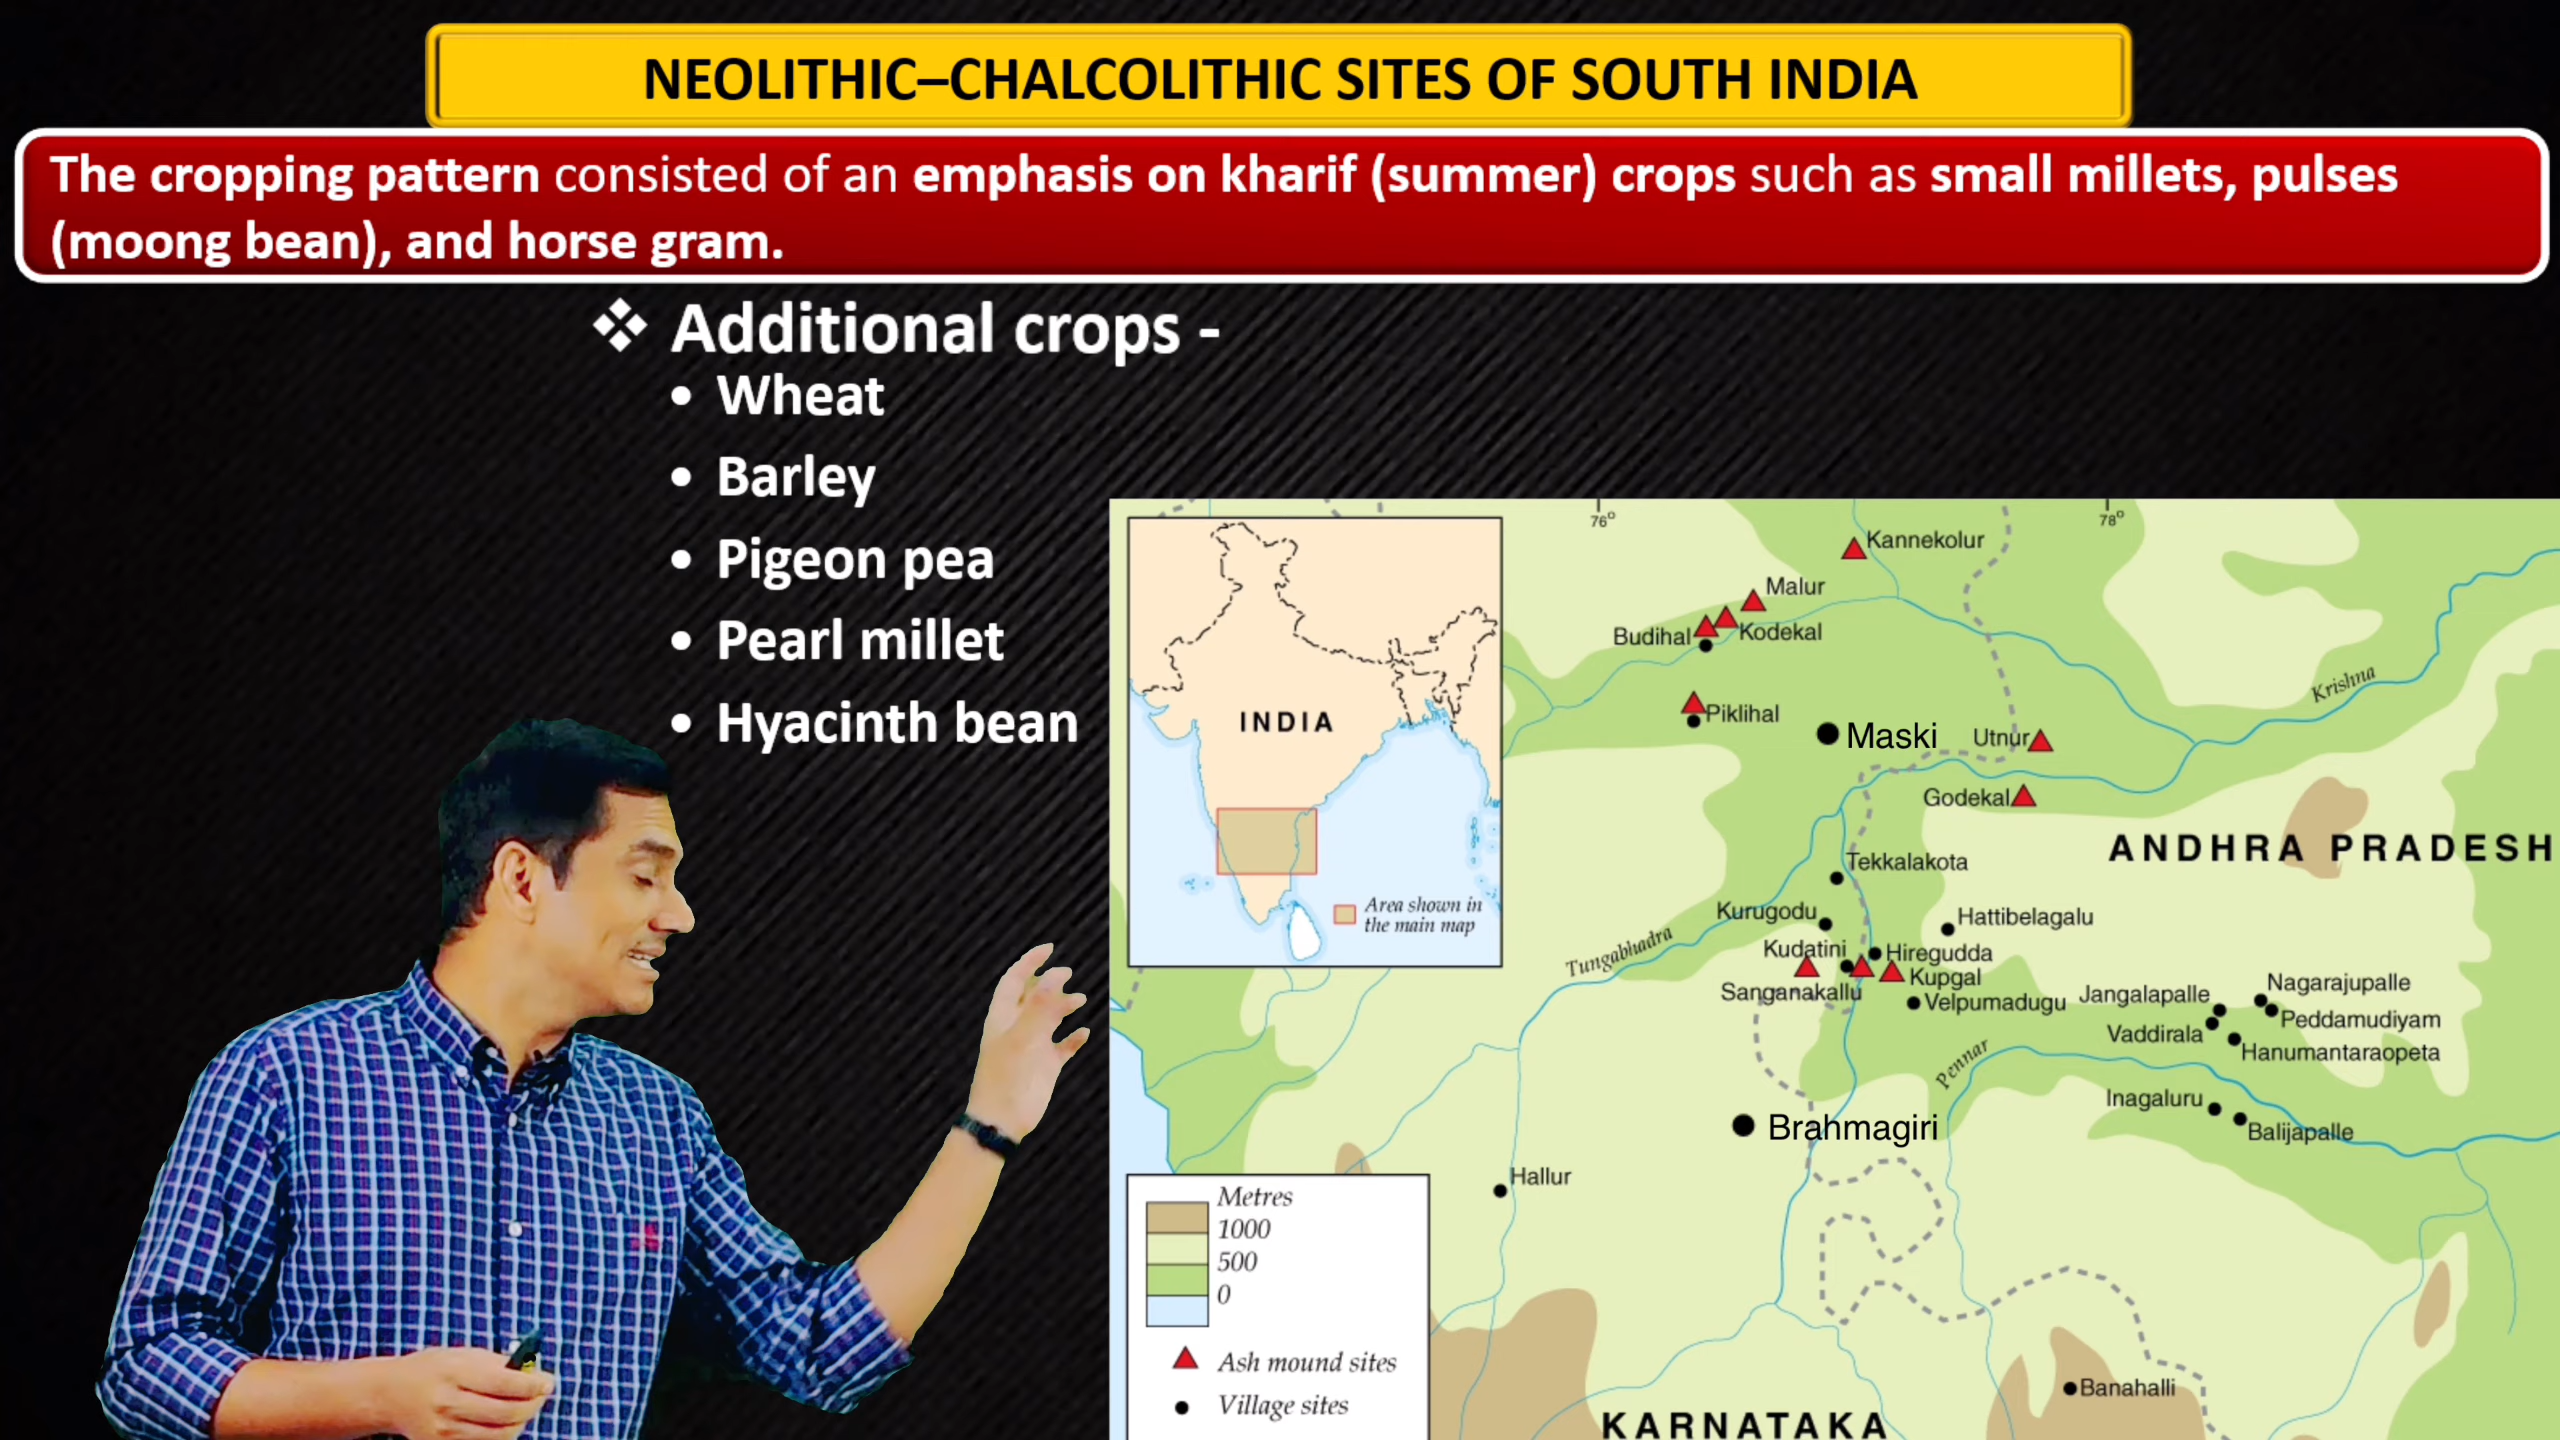 NEOLITHIC–CHALCOLITHIC SITES OF SOUTH INDIA
The cropping pattern consisted of an emphasis on kharif (summer) crops such as small millets, pulses
(moong bean), and horse gram.
❖ Additional crops -
• Wheat
• Barley
• Pigeon pea
• Pearl millet
• Hyacinth bean
76°
78°
Kannekolur
Malur
Budihal
Kodekal
Krishna
Piklihal
INDIA
Maski
Utnur
Godekal
ANDHRA PRADESH
Tekkalakota
Area shown in
the main map
Kurugodu
Hattibelagalu
Tungabhadra
Kudatini
Hiregudda
Kupgal
Nagarajupalle
Sanganakallu
Velpumadugu
Jangalapalle
Peddamudiyam
Vaddirala
Hanumantaraopeta
Pennar
Inagaluru
Brahmagiri
Balijapalle
Hallur
Metres
1000
500
0
Ash mound sites
Banahalli
Village sites
KARNATAKA